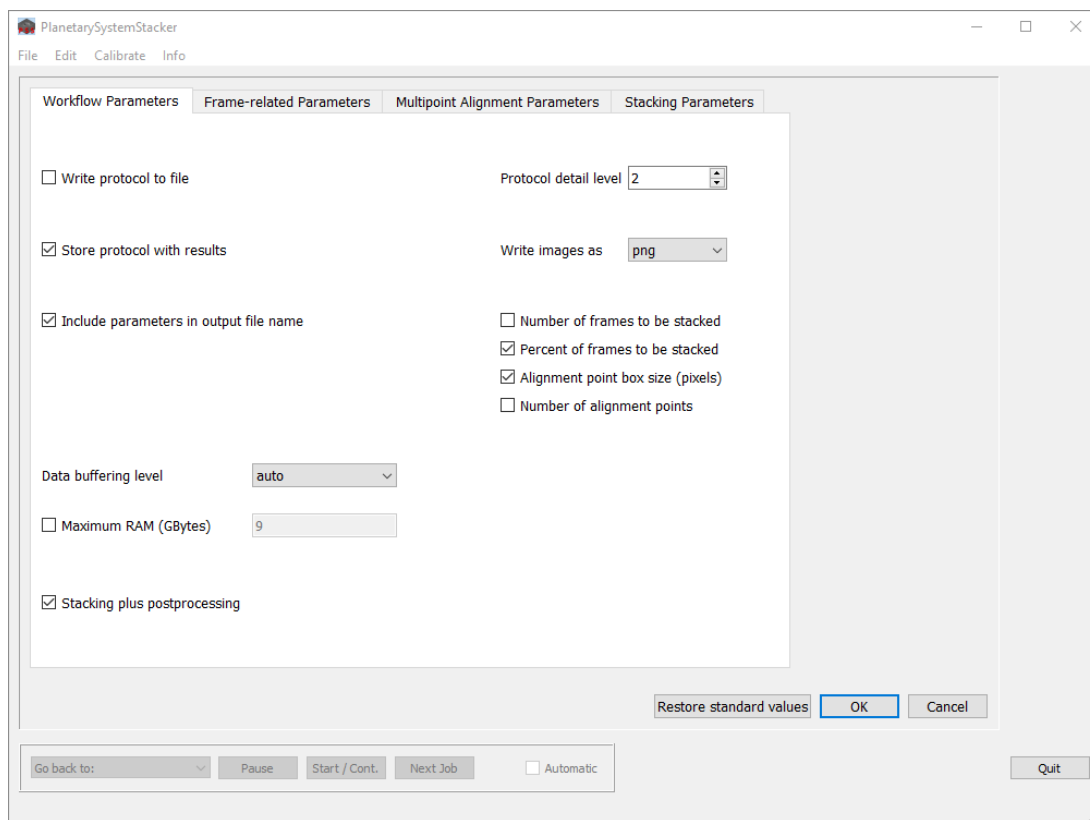 PlanetarySystemStacker
File Edit Calibrate Info
Workflow Parameters Frame-related Parameters Multipoint Alignment Parameters Stacking Parameters
Write protocol to file Protocol detail level 2
Store protocol with results Write images as png
Include parameters in output file name Number of frames to be stacked
Percent of frames to be stacked
Alignment point box size (pixels)
Number of alignment points
Data buffering level auto
Maximum RAM (GBytes) 9
Stacking plus postprocessing
Restore standard values OK Cancel
Go back to: Pause Start / Cont. Next Job Automatic Quit